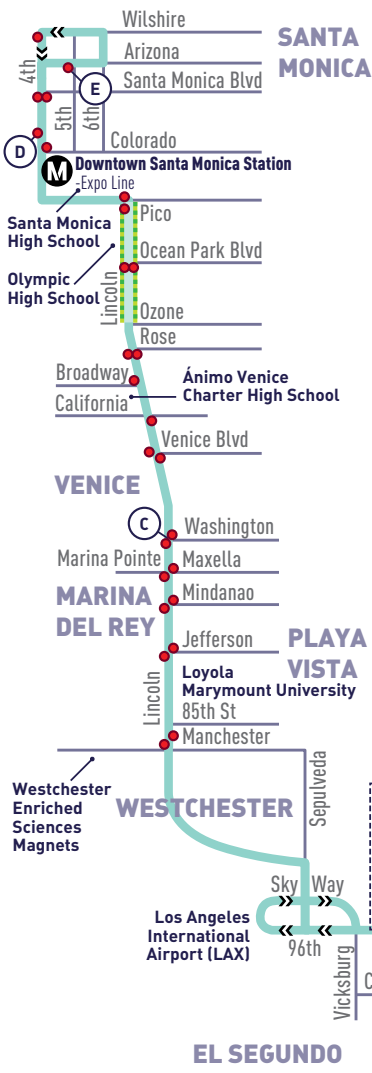 Wilshire
SANTA
MONICA
Arizona
4th
E
Santa Monica Blvd
5th
6th
D
Colorado
M
Downtown Santa Monica Station
-Expo Line
Santa Monica
High School
Pico
Ocean Park Blvd
Olympic
High School
Lincoln
Ozone
Rose
Broadway
Ánimo Venice
Charter High School
California
Venice Blvd
VENICE
C
Washington
Marina Pointe
Maxella
MARINA
DEL REY
Mindanao
Jefferson
PLAYA
VISTA
Loyola
Marymount University
Lincoln
85th St
Manchester
Westchester
Enriched
Sciences
Magnets
WESTCHESTER
Sepulveda
Sky Way
Los Angeles
International
Airport (LAX)
96th
Vicksburg
C
EL SEGUNDO